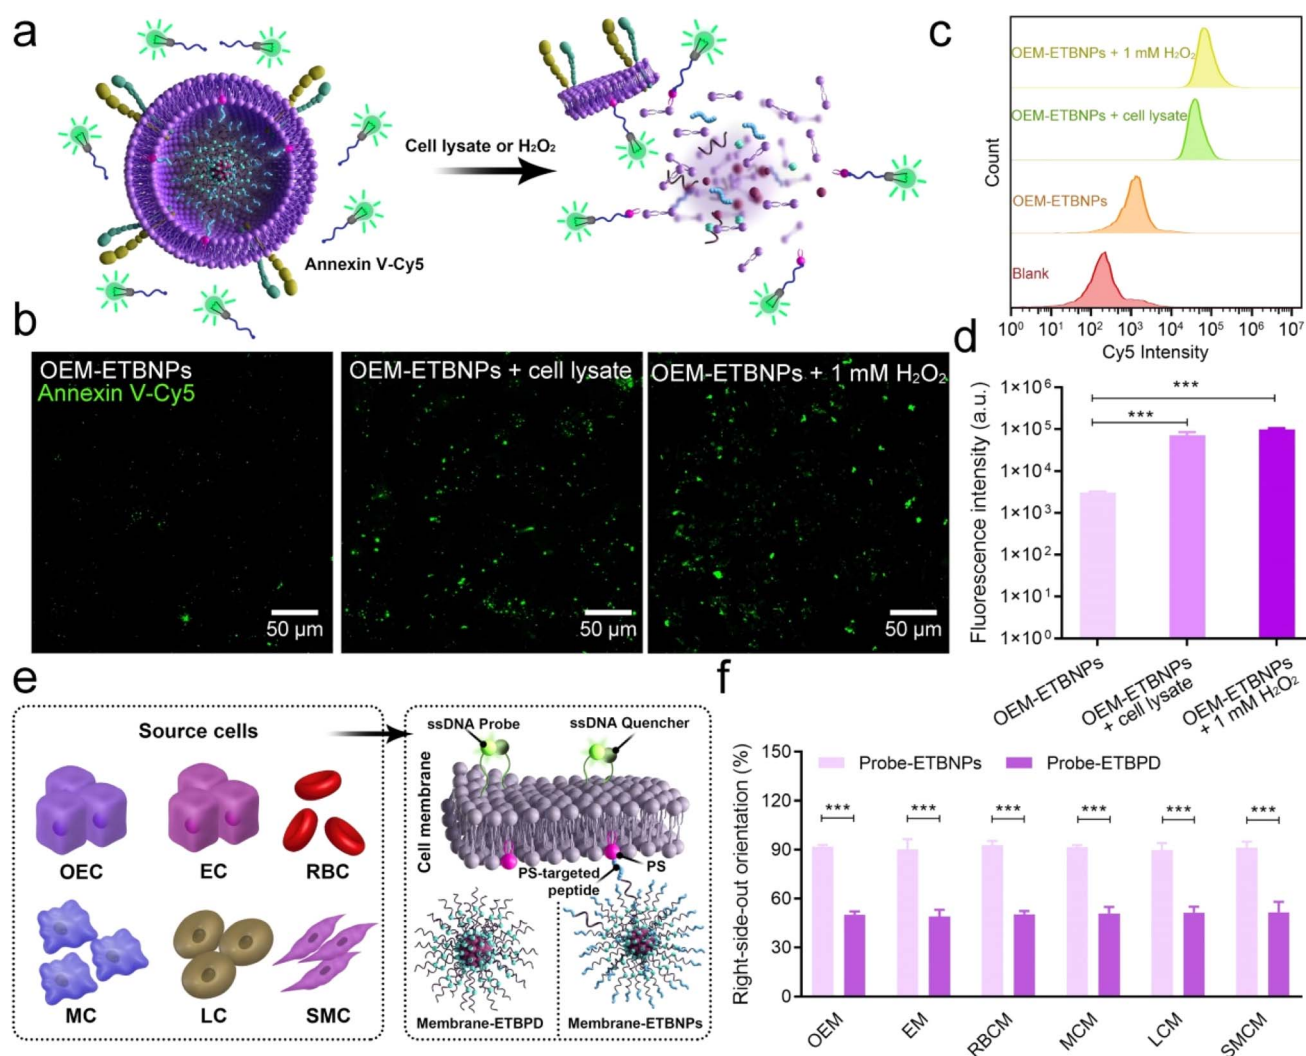 a
Cell lysate or H₂O₂
Annexin V-Cy5
b
OEM-ETBNPs
Annexin V-Cy5
50 μm
OEM-ETBNPs + cell lysate
50 μm
OEM-ETBNPs + 1 mM H₂O₂
50 μm
c
Count
OEM-ETBNPs + 1 mM H₂O₂
OEM-ETBNPs + cell lysate
OEM-ETBNPs
Blank
10⁰ 10¹ 10² 10³ 10⁴ 10⁵ 10⁶ 10⁷
Cy5 Intensity
d
Fluorescence intensity (a.u.)
1×10⁶
1×10⁵
1×10⁴
1×10³
1×10²
1×10¹
1×10⁰
***
***
OEM-ETBNPs
OEM-ETBNPs
+ cell lysate
OEM-ETBNPs
+ 1 mM H₂O₂
e
Source cells
OEC
EC
RBC
MC
LC
SMC
Cell membrane
ssDNA Probe
ssDNA Quencher
PS-targeted
peptide
PS
Membrane-ETBPD
Membrane-ETBNPs
f
Right-side-out orientation (%)
150
120
90
60
30
0
Probe-ETBNPs
Probe-ETBPD
*** *** *** *** *** ***
OEM
EM
RBCM
MCM
LCM
SMCM